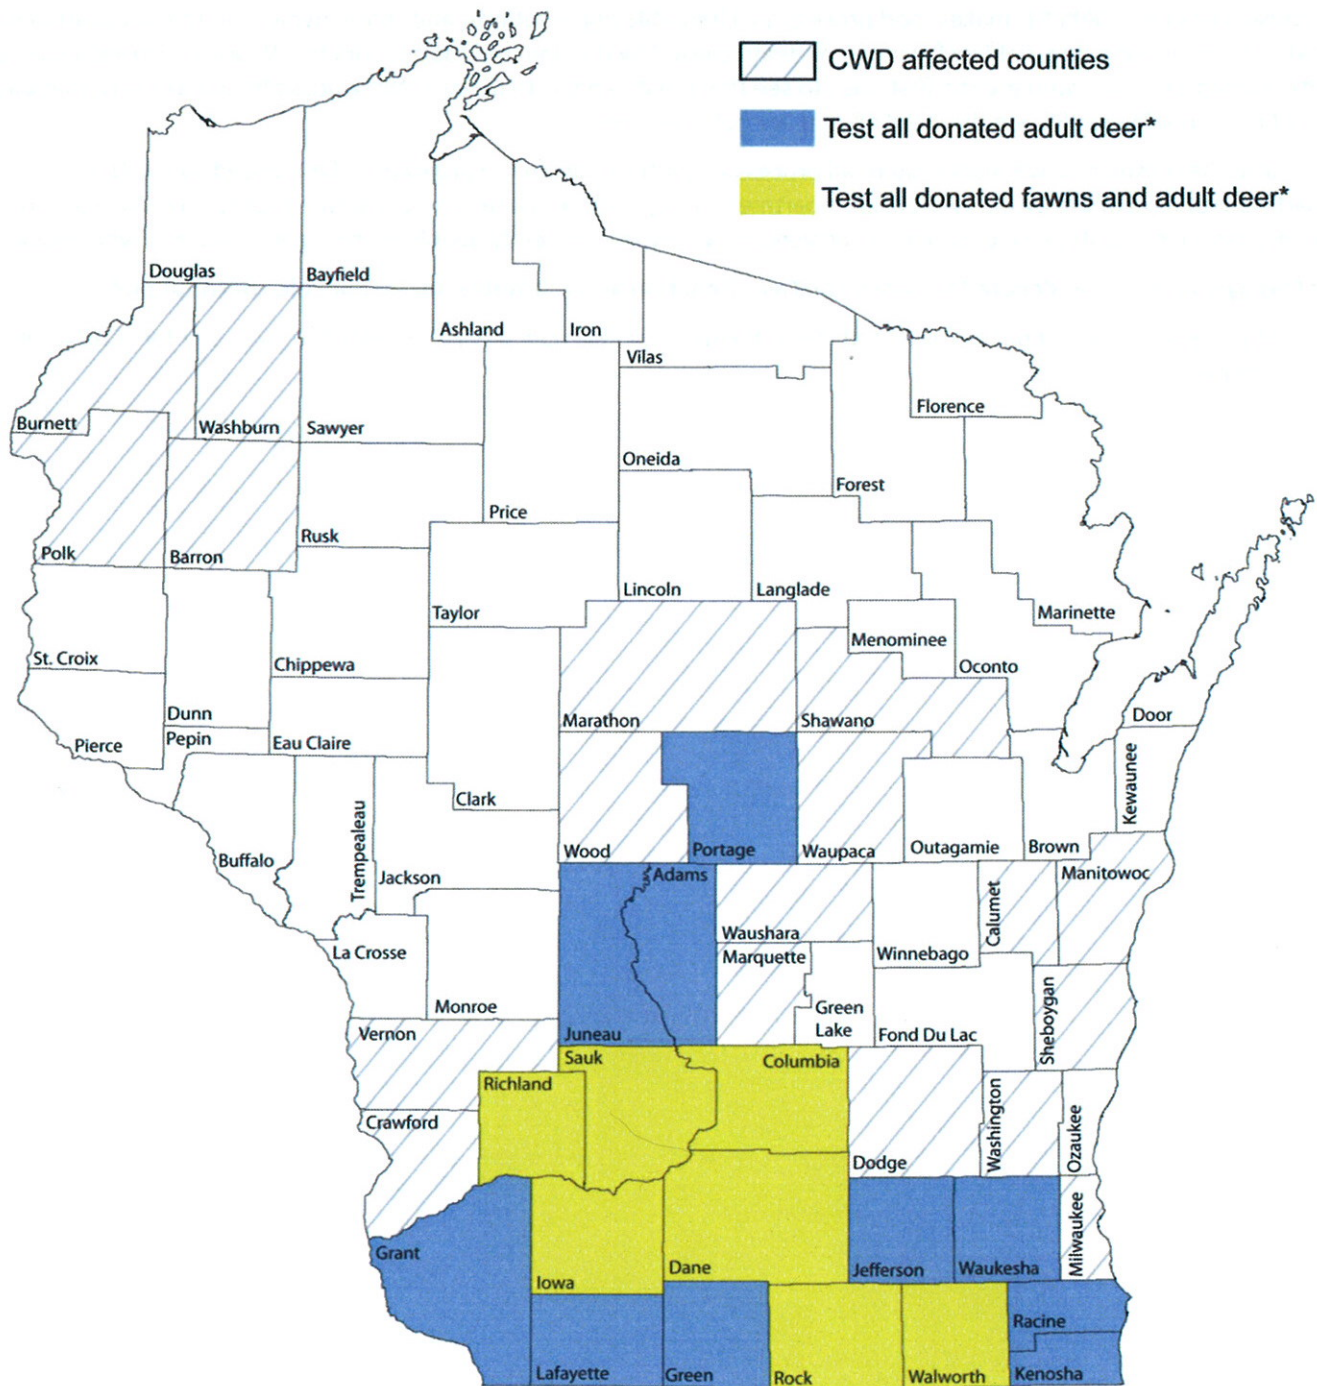 CWD affected counties
Test all donated adult deer*
Test all donated fawns and adult deer*
Douglas
Bayfield
Ashland
Iron
Vilas
Florence
Burnett
Washburn
Sawyer
Oneida
Forest
Price
Rusk
Polk
Barron
Lincoln
Langlade
Taylor
Marinette
Menominee
St. Croix
Chippewa
Oconto
Dunn
Marathon
Shawano
Door
Pierce
Pepin
Eau Claire
Clark
Kewaunee
Trempealeau
Buffalo
Wood
Portage
Waupaca
Outagamie
Brown
Jackson
Adams
Manitowoc
Calumet
Waushara
La Crosse
Marquette
Winnebago
Monroe
Green
Lake
Sheboygan
Vernon
Juneau
Fond Du Lac
Sauk
Columbia
Richland
Crawford
Washington
Ozaukee
Dodge
Grant
Iowa
Dane
Jefferson
Waukesha
Milwaukee
Racine
Lafayette
Green
Rock
Walworth
Kenosha